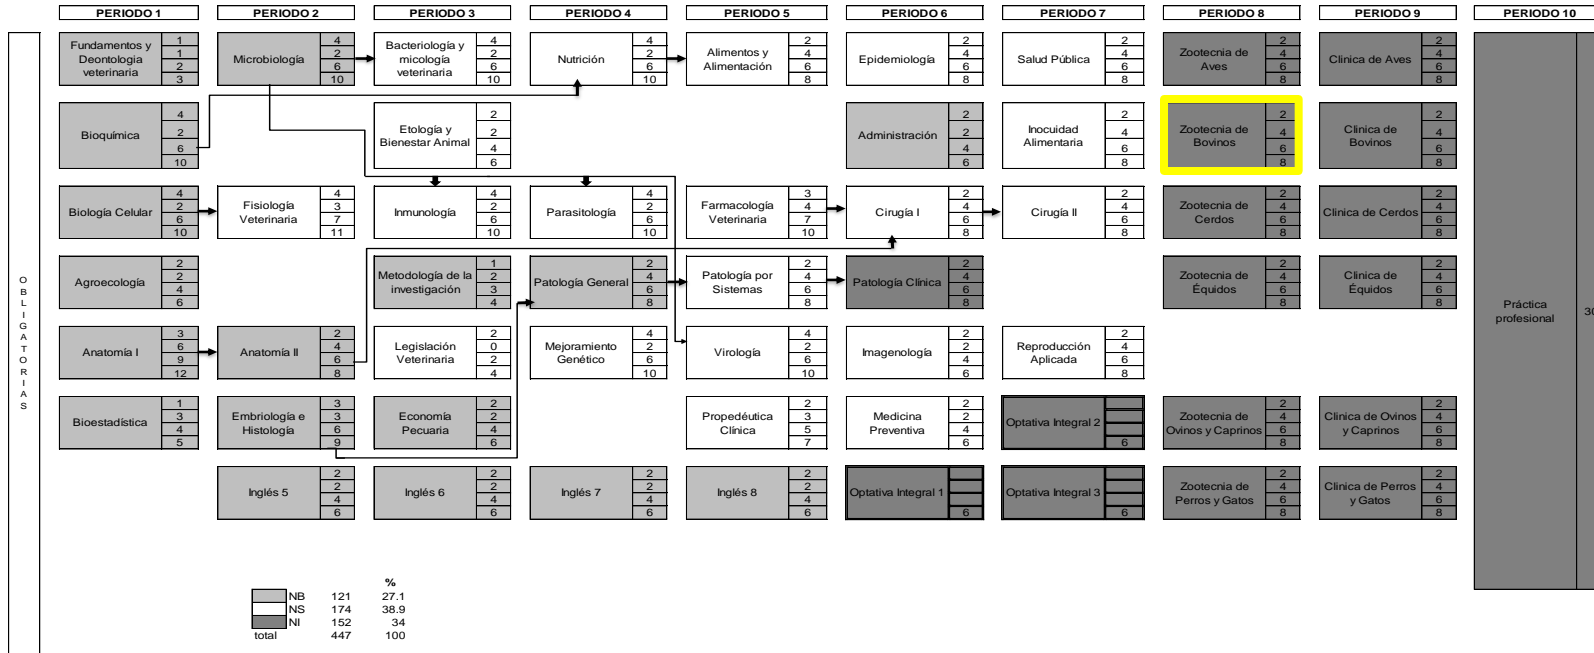 PERIODO 1 PERIODO 2 PERIODO 3 PERIODO 4 PERIODO 5 PERIODO 6 PERIODO 7 PERIODO 8 PERIODO 9 PERIODO 10
OBLIGATORIAS
Fundamentos y Deontologia veterinaria 1 1 2 3
Microbiología 4 2 6 10
Bacteriología y micología veterinaria 4 2 6 10
Nutrición 4 2 6 10
Alimentos y Alimentación 2 4 6 8
Epidemiología 2 4 6 8
Salud Pública 2 4 6 8
Zootecnia de Aves 2 4 6 8
Clinica de Aves 2 4 6 8
Bioquímica 4 2 6 10
Etología y Bienestar Animal 2 2 4 6
Administración 2 2 4 6
Inocuidad Alimentaria 2 4 6 8
Zootecnia de Bovinos 2 4 6 8
Clinica de Bovinos 2 4 6 8
Biología Celular 4 2 6 10
Fisiología Veterinaria 4 3 7 11
Inmunología 4 2 6 10
Parasitología 4 2 6 10
Farmacología Veterinaria 3 4 7 10
Cirugía I 2 4 6 8
Cirugía II 2 4 6 8
Zootecnia de Cerdos 2 4 6 8
Clinica de Cerdos 2 4 6 8
Agroecología 2 2 4 6
Metodología de la investigación 1 2 3 4
Patología General 2 4 6 8
Patología por Sistemas 2 4 6 8
Patología Clínica 2 4 6 8
Zootecnia de Équidos 2 4 6 8
Clinica de Équidos 2 4 6 8
Práctica profesional 30
Anatomía I 3 6 9 12
Anatomía II 2 4 6 8
Legislación Veterinaria 2 0 2 4
Mejoramiento Genético 4 2 6 10
Virología 4 2 6 10
Imagenología 2 2 4 6
Reproducción Aplicada 2 4 6 8
Bioestadística 1 3 4 5
Embriología e Histología 3 3 6 9
Economía Pecuaria 2 2 4 6
Propedéutica Clínica 2 3 5 7
Medicina Preventiva 2 2 4 6
Optativa Integral 2 6
Zootecnia de Ovinos y Caprinos 2 4 6 8
Clinica de Ovinos y Caprinos 2 4 6 8
Inglés 5 2 2 4 6
Inglés 6 2 2 4 6
Inglés 7 2 2 4 6
Inglés 8 2 2 4 6
Optativa Integral 1 6
Optativa Integral 3 6
Zootecnia de Perros y Gatos 2 4 6 8
Clinica de Perros y Gatos 2 4 6 8
%
NB 121 27.1
NS 174 38.9
NI 152 34
total 447 100